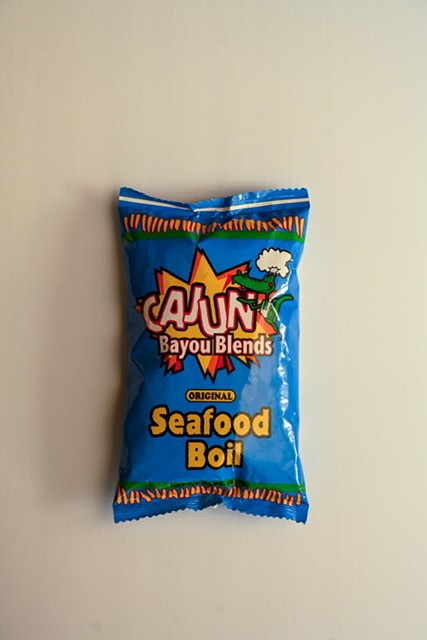 CAJUN
Bayou Blends
ORIGINAL
Seafood
Boil